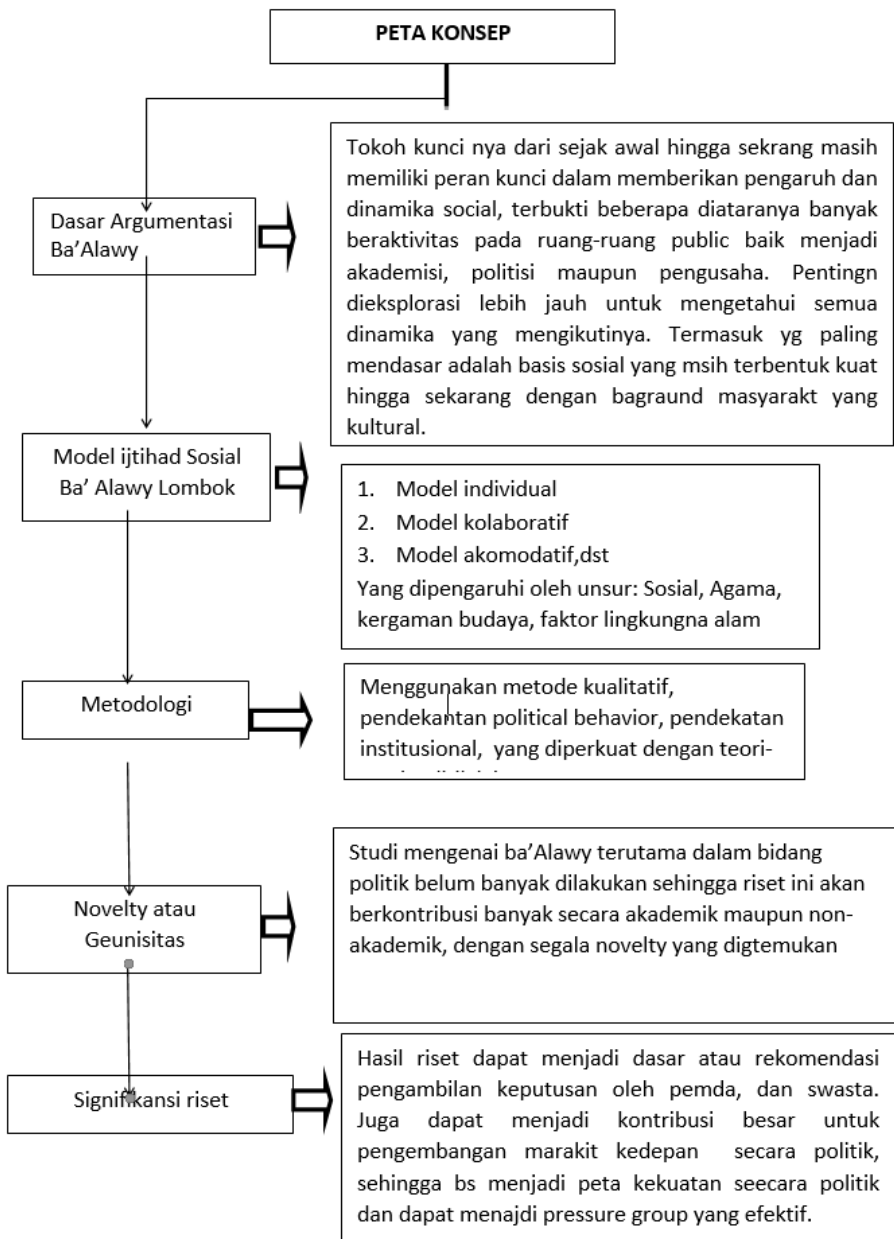 PETA KONSEP
Dasar Argumentasi
Ba’Alawy
Tokoh kunci nya dari sejak awal hingga sekrang masih
memiliki peran kunci dalam memberikan pengaruh dan
dinamika social, terbukti beberapa diataranya banyak
beraktivitas pada ruang-ruang public baik menjadi
akademisi, politisi maupun pengusaha. Pentingn
dieksplorasi lebih jauh untuk mengetahui semua
dinamika yang mengikutinya. Termasuk yg paling
mendasar adalah basis sosial yang msih terbentuk kuat
hingga sekarang dengan bagraund masyarakt yang
kultural.
Model ijtihad Sosial
Ba’ Alawy Lombok
1. Model individual
2. Model kolaboratif
3. Model akomodatif,dst
Yang dipengaruhi oleh unsur: Sosial, Agama,
kergaman budaya, faktor lingkungna alam
Metodologi
Menggunakan metode kualitatif,
pendekantan political behavior, pendekatan
institusional, yang diperkuat dengan teori-
Novelty atau
Geunisitas
Studi mengenai ba’Alawy terutama dalam bidang
politik belum banyak dilakukan sehingga riset ini akan
berkontribusi banyak secara akademik maupun non-
akademik, dengan segala novelty yang digtemukan
Signifikansi riset
Hasil riset dapat menjadi dasar atau rekomendasi
pengambilan keputusan oleh pemda, dan swasta.
Juga dapat menjadi kontribusi besar untuk
pengembangan marakit kedepan secara politik,
sehingga bs menjadi peta kekuatan seecara politik
dan dapat menajdi pressure group yang efektif.